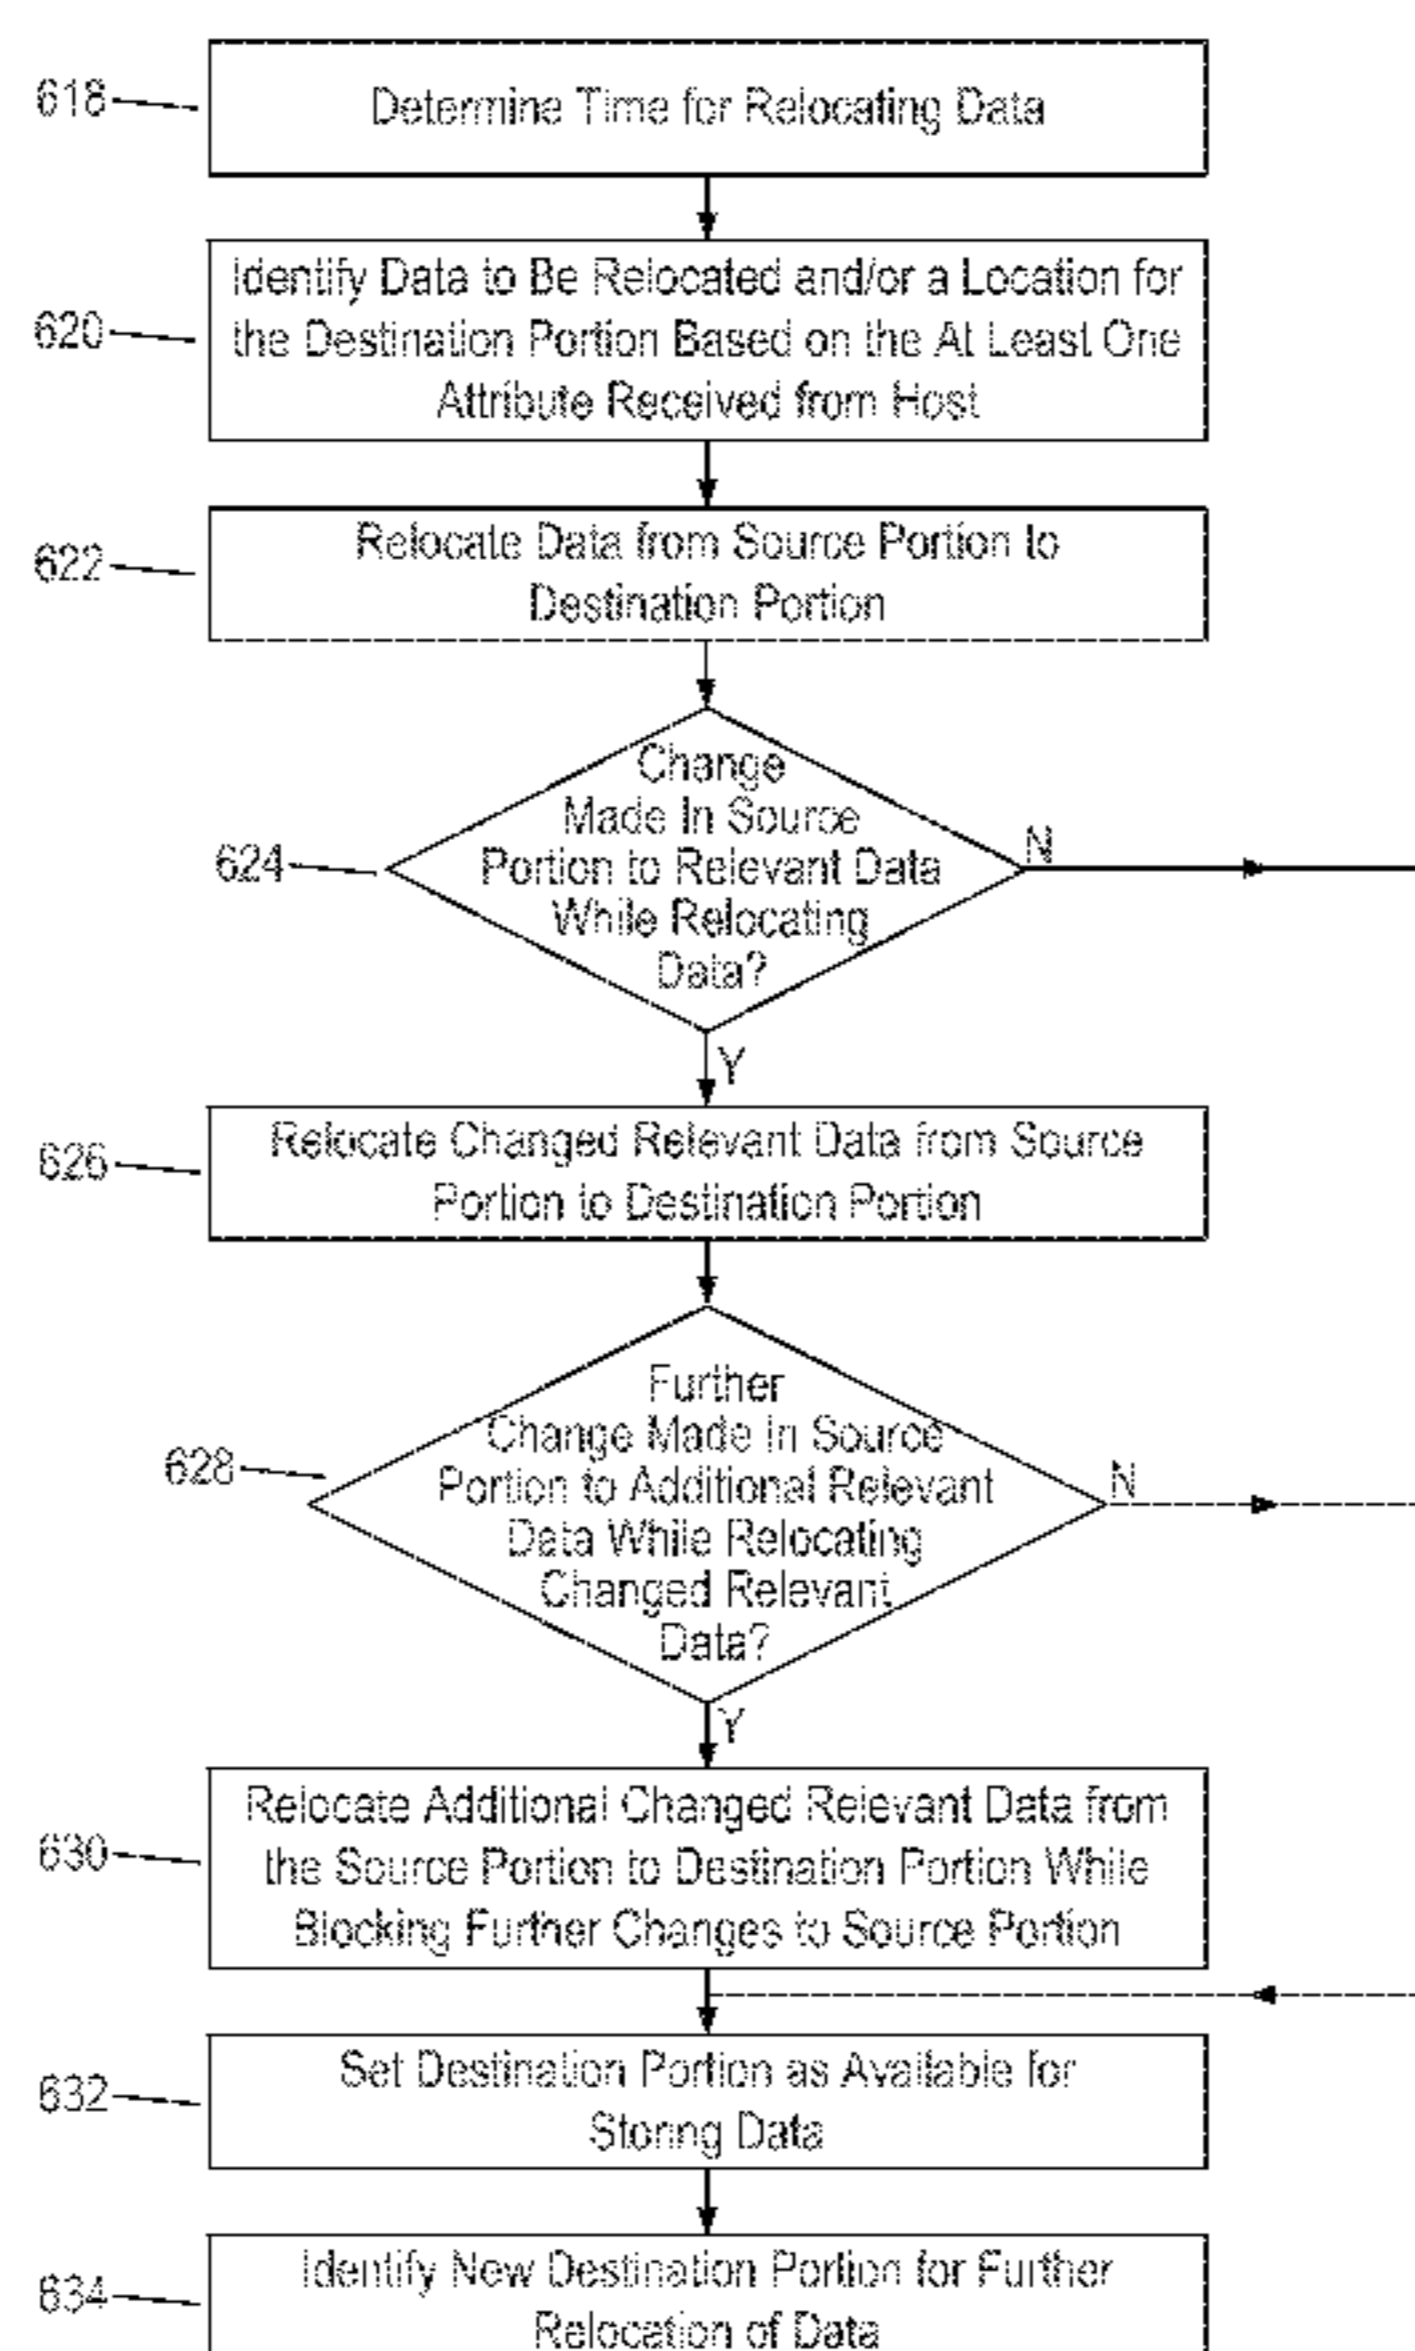 618
Determine Time for Relocating Data
620
Identify Data to Be Relocated and/or a Location for
the Destination Portion Based on the At Least One
Attribute Received from Host
622
Relocate Data from Source Portion to
Destination Portion
624
Change
Made In Source
Portion to Relevant Data
While Relocating
Data?
N
Y
626
Relocate Changed Relevant Data from Source
Portion to Destination Portion
628
Further
Change Made in Source
Portion to Additional Relevant
Data While Relocating
Changed Relevant
Data?
N
Y
630
Relocate Additional Changed Relevant Data from
the Source Portion to Destination Portion While
Blocking Further Changes to Source Portion
632
Set Destination Portion as Available for
Storing Data
634
Identify New Destination Portion for Further
Relocation of Data